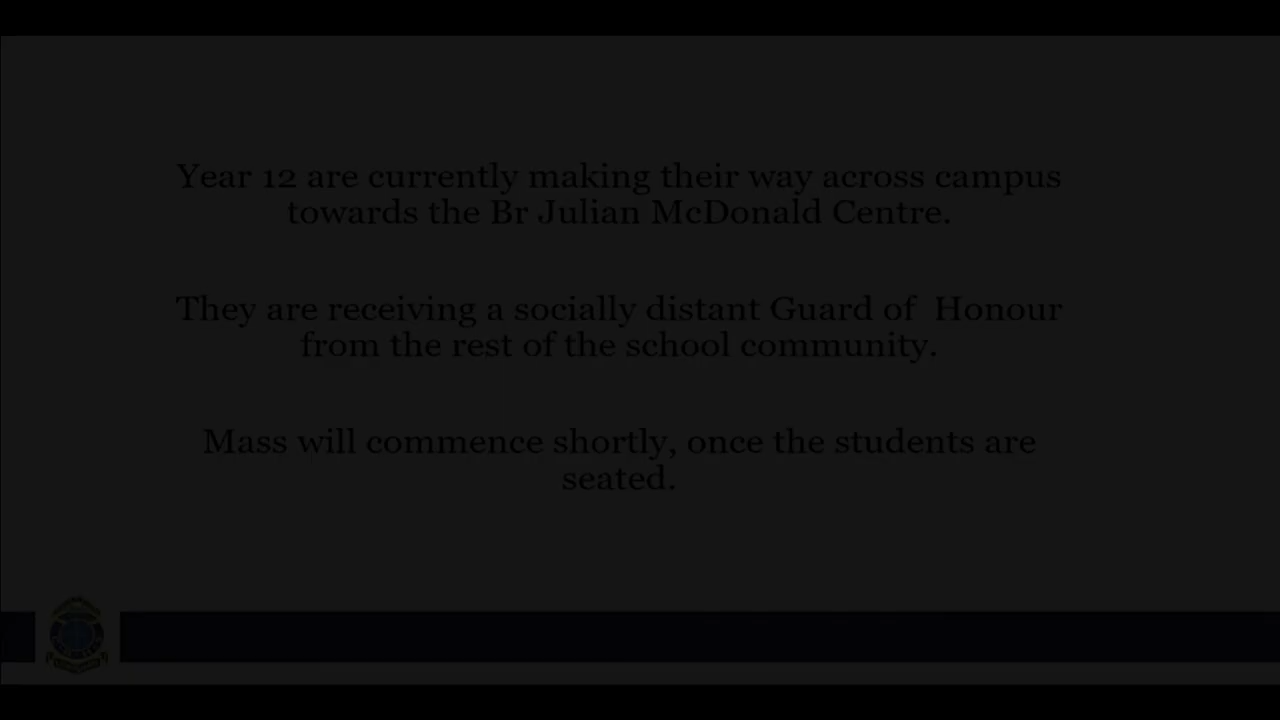 Year 12 are currently making their way across campus
towards the Br Julian McDonald Centre.
They are receiving a socially distant Guard of Honour
from the rest of the school community.
Mass will commence shortly, once the students are
seated.